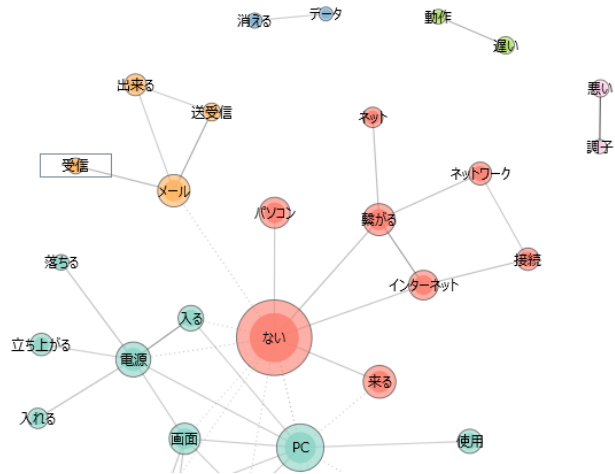 消える
データ
動作
遅い
出来る
送受信
悪い
ネット
調子
受信
メール
ネットワーク
パソコン
繋がる
落ちる
接続
インターネット
入る
ない
立ち上がる
電源
来る
入れる
画面
PC
使用